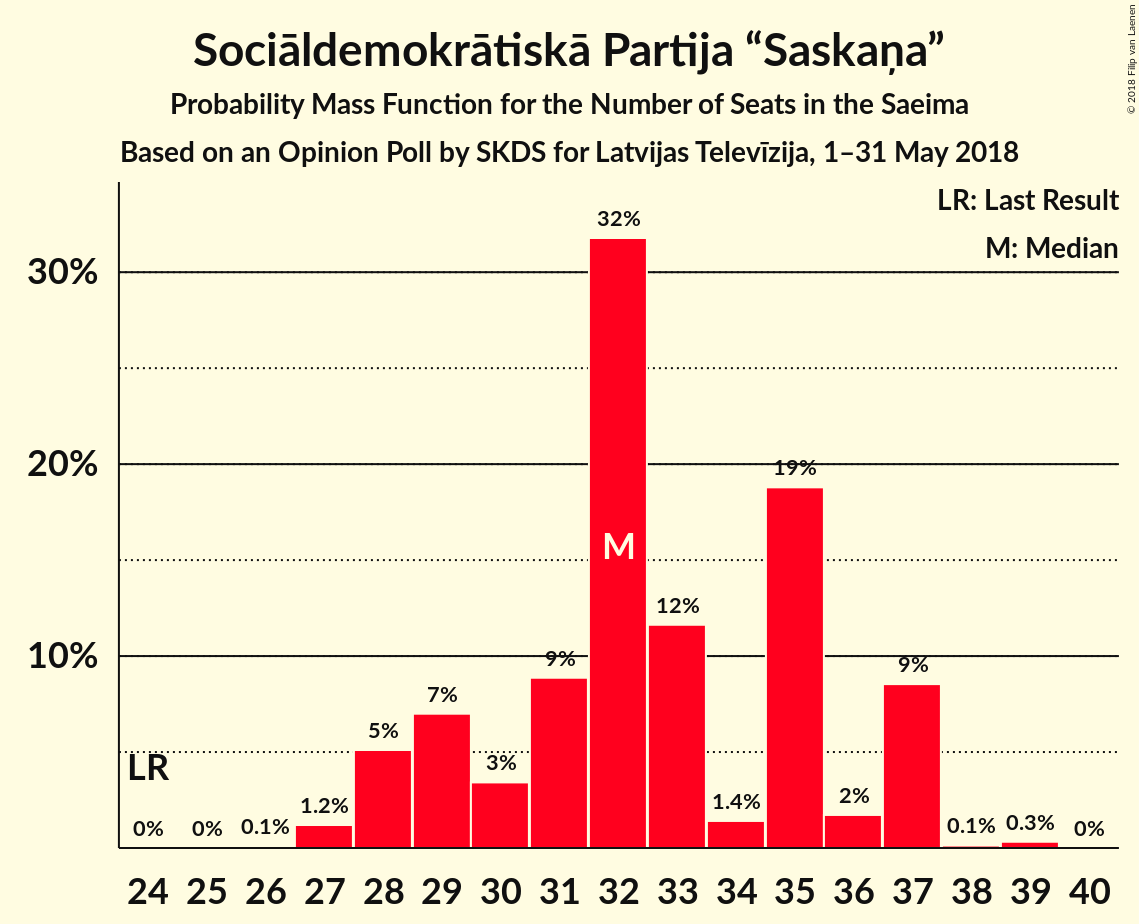 Sociāldemokrātiskā Partija “Saskaņa”
Probability Mass Function for the Number of Seats in the Saeima
Based on an Opinion Poll by SKDS for Latvijas Televīzija, 1–31 May 2018
© 2018 Filip van Laenen
LR: Last Result
M: Median
32%
30%
20%
19%
M
12%
10%
9%
9%
7%
5%
3%
LR
1.2%
1.4%
2%
0%
0%
0.1%
0.1%
0.3%
0%
24 25 26 27 28 29 30 31 32 33 34 35 36 37 38 39 40